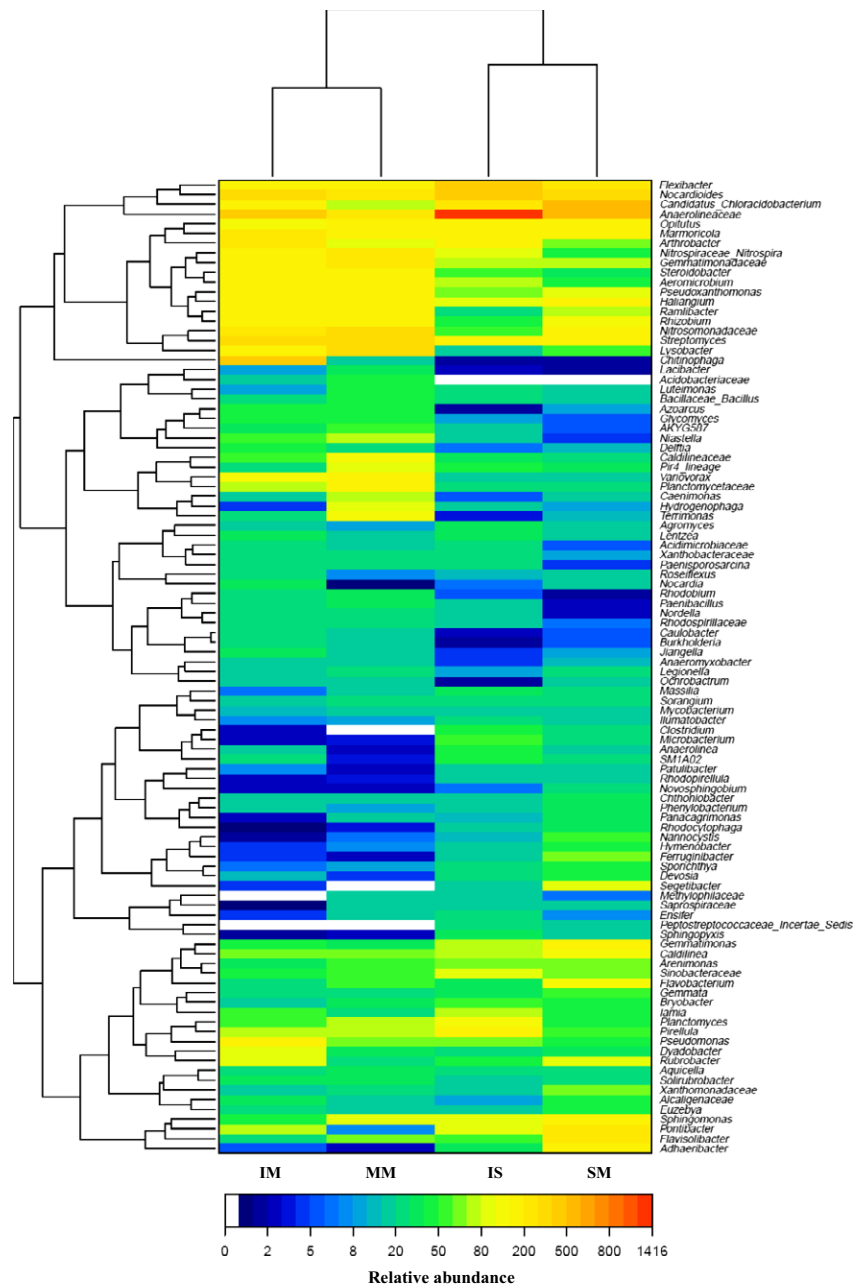 Flexibacter
Nocardioides
Candidatus_Chloracidobacterium
Anaerolineaceae
Opitutus
Marmoricola
Arthrobacter
Nitrospiraceae_Nitrospira
Gemmatimonadaceae
Steroidobacter
Aeromicrobium
Pseudoxanthomonas
Haliangium
Ramlibacter
Rhizobium
Nitrosomonadaceae
Streptomyces
Lysobacter
Chitinophaga
Lacibacter
Acidobacteriaceae
Luteimonas
Bacillaceae_Bacillus
Azoarcus
Glycomyces
AKYG587
Niastella
Delftia
Caldilineaceae
Pir4_lineage
Variovorax
Planctomycetaceae
Caenimonas
Hydrogenophaga
Terrimonas
Agromyces
Lentzea
Acidimicrobiaceae
Xanthobacteraceae
Paenisporosarcina
Roseiflexus
Nocardia
Rhodobium
Paenibacillus
Nordella
Rhodospirillaceae
Caulobacter
Burkholderia
Jiangella
Anaeromyxobacter
Legionella
Ochrobactrum
Massilia
Sorangium
Mycobacterium
Ilumatobacter
Clostridium
Microbacterium
Anaerolinea
SM1A02
Patulibacter
Rhodopirellula
Novosphingobium
Chthoniobacter
Phenylobacterium
Panacagrimonas
Rhodocytophaga
Nannocystis
Hymenobacter
Ferruginibacter
Sporichthya
Devosia
Segetibacter
Methylophilaceae
Saprospiraceae
Ensifer
Peptostreptococcaceae_Incertae_Sedis
Sphingopyxis
Gemmatimonas
Caldilinea
Arenimonas
Sinobacteraceae
Flavobacterium
Gemmata
Bryobacter
Iamia
Planctomyces
Pirellula
Pseudomonas
Dyadobacter
Rubrobacter
Aquicella
Solirubrobacter
Xanthomonadaceae
Alcaligenaceae
Euzebya
Sphingomonas
Pontibacter
Flavisolibacter
Adhaeribacter
IM MM IS SM
0 2 5 8 20 50 80 200 500 800 1416
Relative abundance